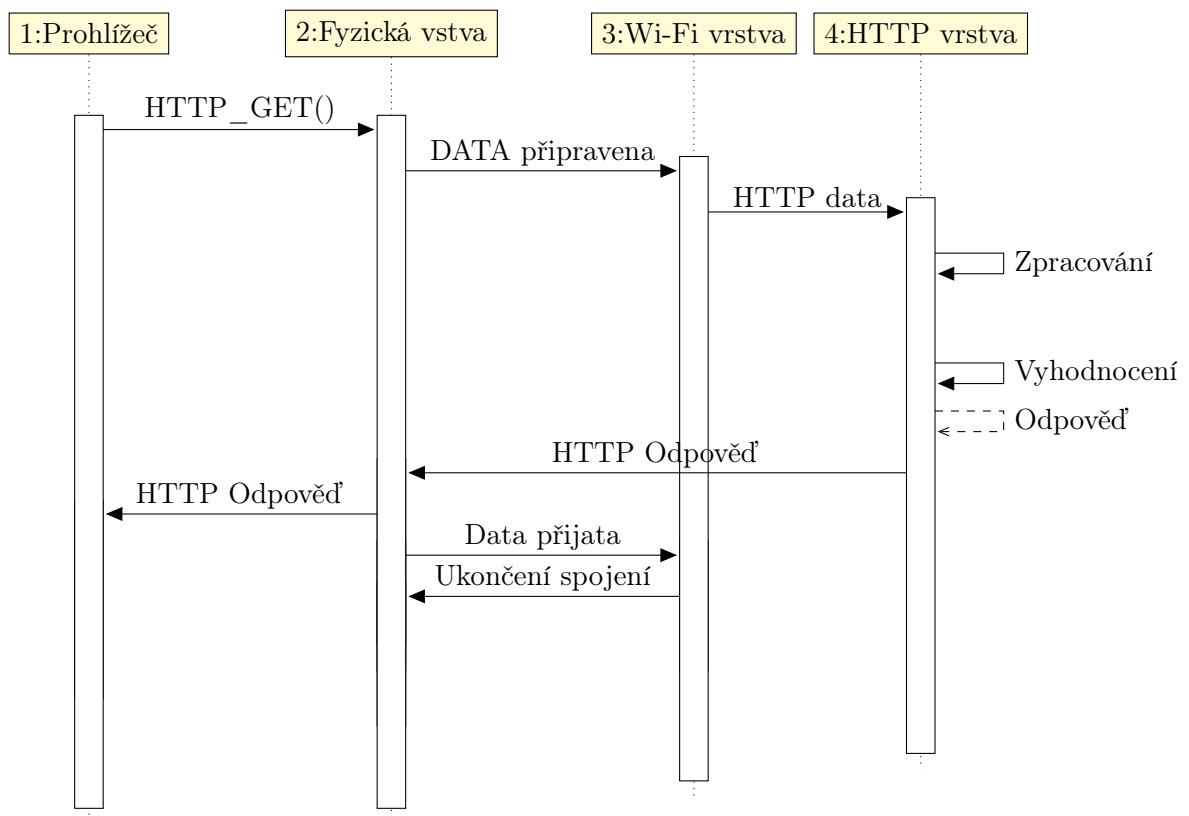 1:Prohlížeč
2:Fyzická vstva
3:Wi-Fi vrstva
4:HTTP vrstva
HTTP_GET()
DATA připravena
HTTP data
Zpracování
Vyhodnocení
Odpověď
HTTP Odpověď
HTTP Odpověď
Data přijata
Ukončení spojení